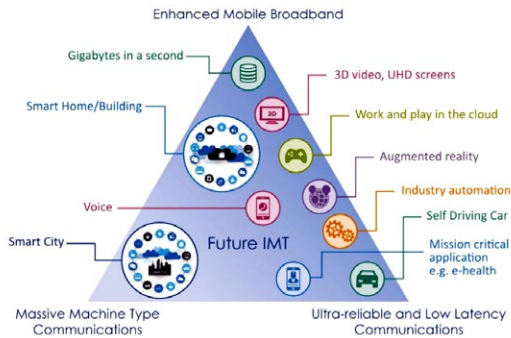 Enhanced Mobile Broadband
Gigabytes in a second
3D video, UHD screens
3D
Smart Home/Building
Work and play in the cloud
Augmented reality
Industry automation
Voice
Self Driving Car
Smart City
Future IMT
Mission critical
application
e.g. e-health
Massive Machine Type
Communications
Ultra-reliable and Low Latency
Communications